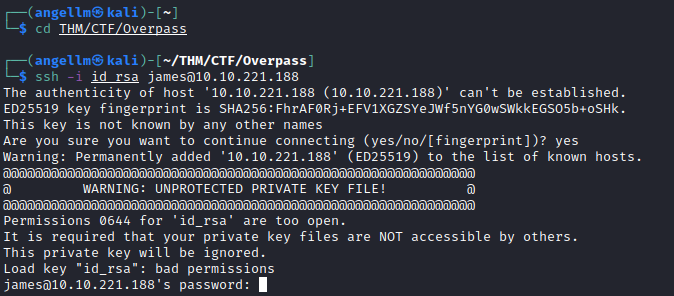 ┌──(angellm㉿kali)-[~]
└─$ cd THM/CTF/Overpass
┌──(angellm㉿kali)-[~/THM/CTF/Overpass]
└─$ ssh -i id_rsa james@10.10.221.188
The authenticity of host '10.10.221.188 (10.10.221.188)' can't be established.
ED25519 key fingerprint is SHA256:FhrAF0Rj+EFV1XGZSYeJWf5nYG0wSWkkEGSO5b+oSHk.
This key is not known by any other names
Are you sure you want to continue connecting (yes/no/[fingerprint])? yes
Warning: Permanently added '10.10.221.188' (ED25519) to the list of known hosts.
@@@@@@@@@@@@@@@@@@@@@@@@@@@@@@@@@@@@@@@@@@@@@@@@@@@@@@@@@@@
@         WARNING: UNPROTECTED PRIVATE KEY FILE!          @
@@@@@@@@@@@@@@@@@@@@@@@@@@@@@@@@@@@@@@@@@@@@@@@@@@@@@@@@@@@
Permissions 0644 for 'id_rsa' are too open.
It is required that your private key files are NOT accessible by others.
This private key will be ignored.
Load key "id_rsa": bad permissions
james@10.10.221.188's password: